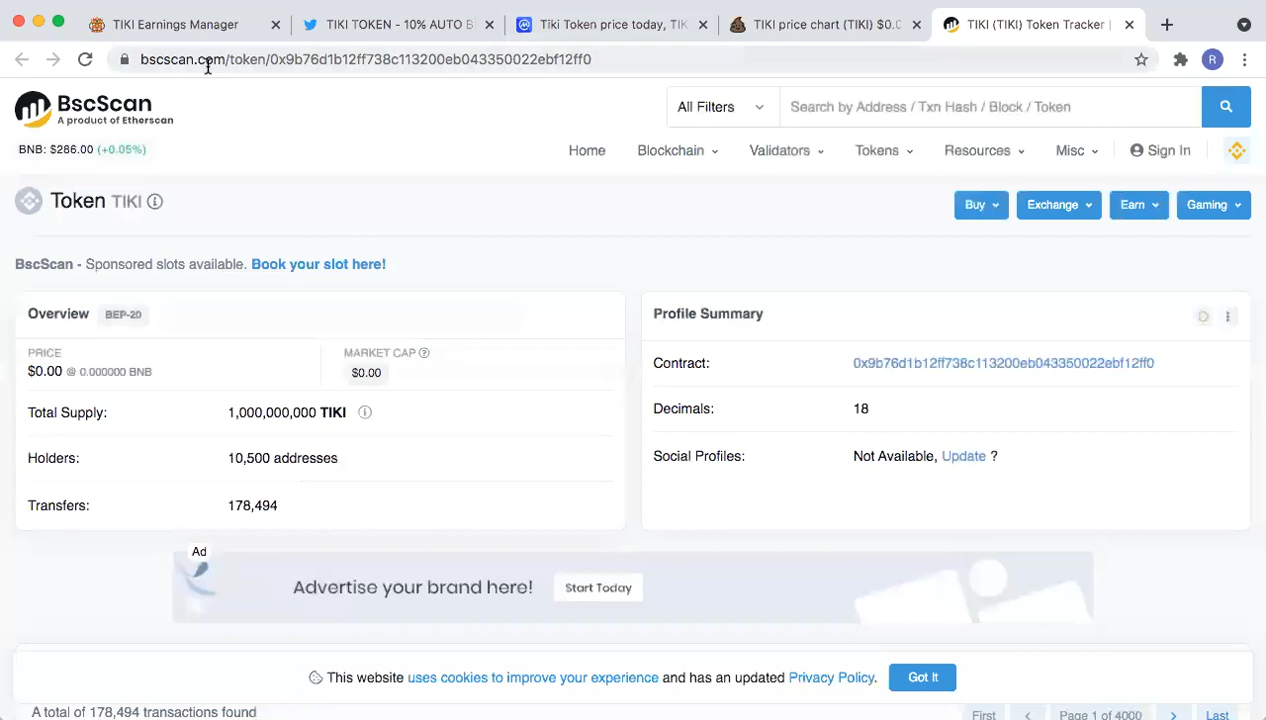 TIKI Earnings Manager
TIKI TOKEN - 10% AUTO B
Tiki Token price today, TIK
TIKI price chart (TIKI) $0.0
TIKI (TIKI) Token Tracker |
bscscan.com/token/0x9b76d1b12ff738c113200eb043350022ebf12ff0
R
BscScan
A product of Etherscan
All Filters
Search by Address / Txn Hash / Block / Token
BNB: $286.00 (+0.05%)
Home
Blockchain
Validators
Tokens
Resources
Misc
Sign In
Token TIKI
Buy
Exchange
Earn
Gaming
BscScan - Sponsored slots available. Book your slot here!
Overview BEP-20
PRICE
$0.00 @ 0.000000 BNB
MARKET CAP
$0.00
Total Supply: 1,000,000,000 TIKI
Holders: 10,500 addresses
Transfers: 178,494
Profile Summary
Contract: 0x9b76d1b12ff738c113200eb043350022ebf12ff0
Decimals: 18
Social Profiles: Not Available, Update ?
Ad
Advertise your brand here!
Start Today
This website uses cookies to improve your experience and has an updated Privacy Policy.
Got It
A total of 178,494 transactions found
First
Page 1 of 4000
Last